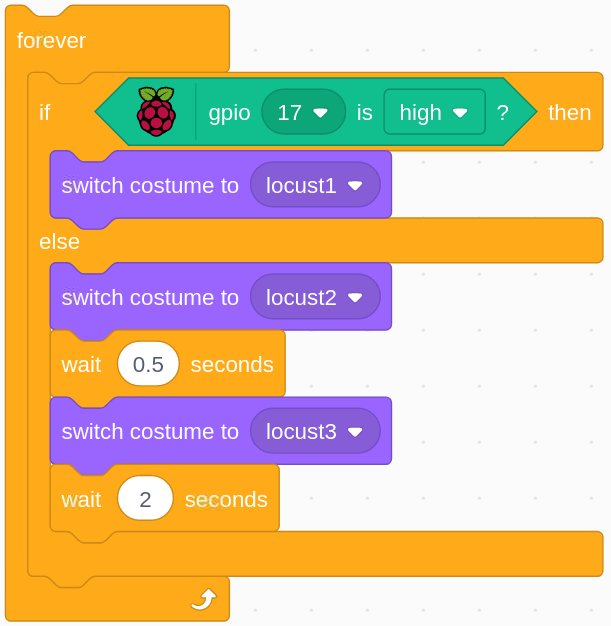 forever
if gpio 17 is high ? then
switch costume to locust1
else
switch costume to locust2
wait 0.5 seconds
switch costume to locust3
wait 2 seconds